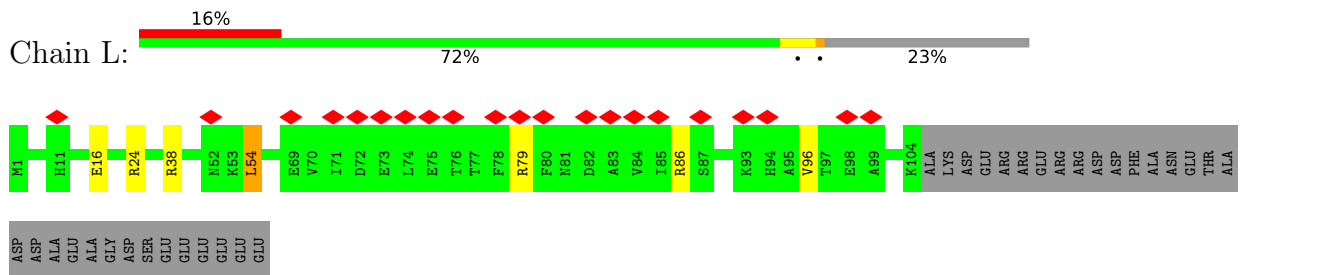 16%
Chain L:
72%
• •
23%
M1 H11 E16 R24 R38 N52 K53 L54 E69 V70 I71 D72 E73 L74 E75 T76 T77 F78 R79 F80 N81 D82 A83 V84 I85 R86 S87 K93 H94 A95 V96 T97 E98 A99 K104 ALA LYS ASP GLU ARG ARG GLU ARG ARG ASP ASP PHE ALA ASN GLU THR ALA
ASP ASP ALA GLU ALA GLY ASP SER GLU GLU GLU GLU GLU GLU